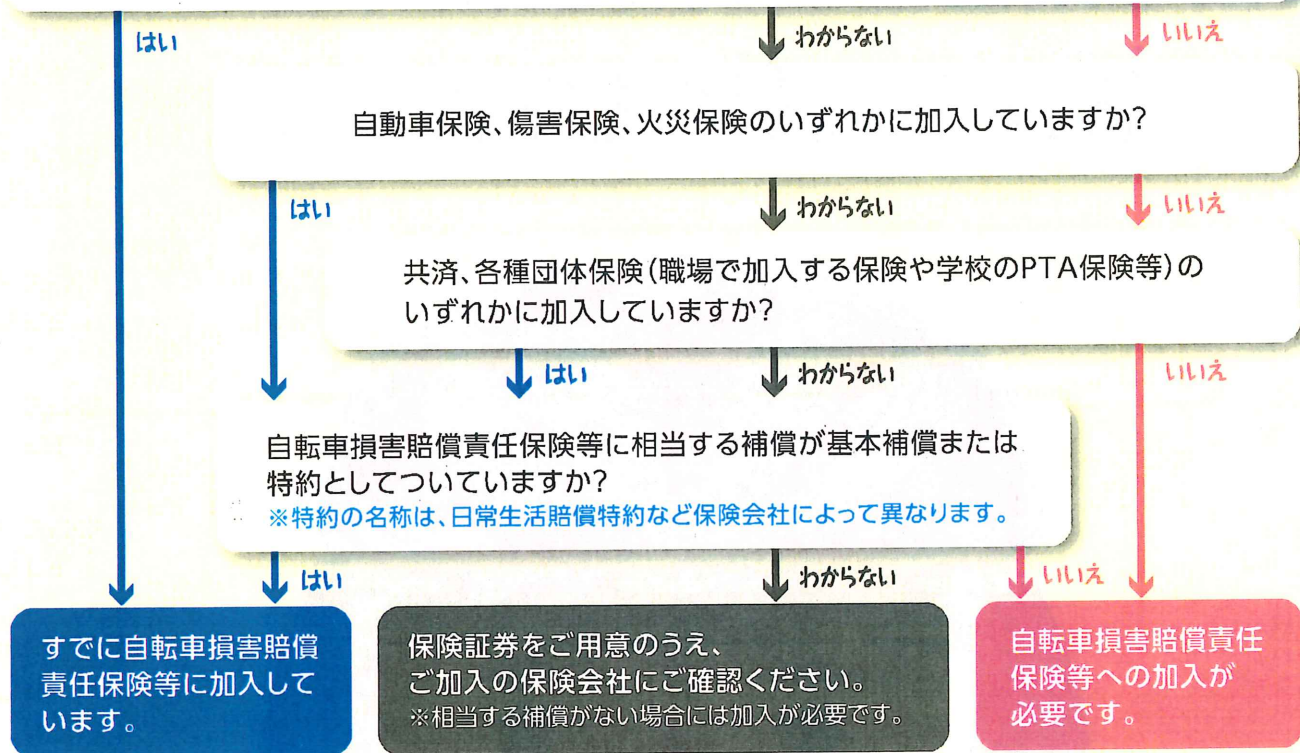 はい
わからない
いいえ
自動車保険、傷害保険、火災保険のいずれかに加入していますか?
はい
わからない
いいえ
共済、各種団体保険(職場で加入する保険や学校のPTA保険等)の
いずれかに加入していますか?
はい
わからない
いいえ
自転車損害賠償責任保険等に相当する補償が基本補償または
特約としてついていますか?
※特約の名称は、日常生活賠償特約など保険会社によって異なります。
はい
わからない
いいえ
すでに自転車損害賠償
責任保険等に加入して
います。
保険証券をご用意のうえ、
ご加入の保険会社にご確認ください。
※相当する補償がない場合には加入が必要です。
自転車損害賠償責任
保険等への加入が
必要です。